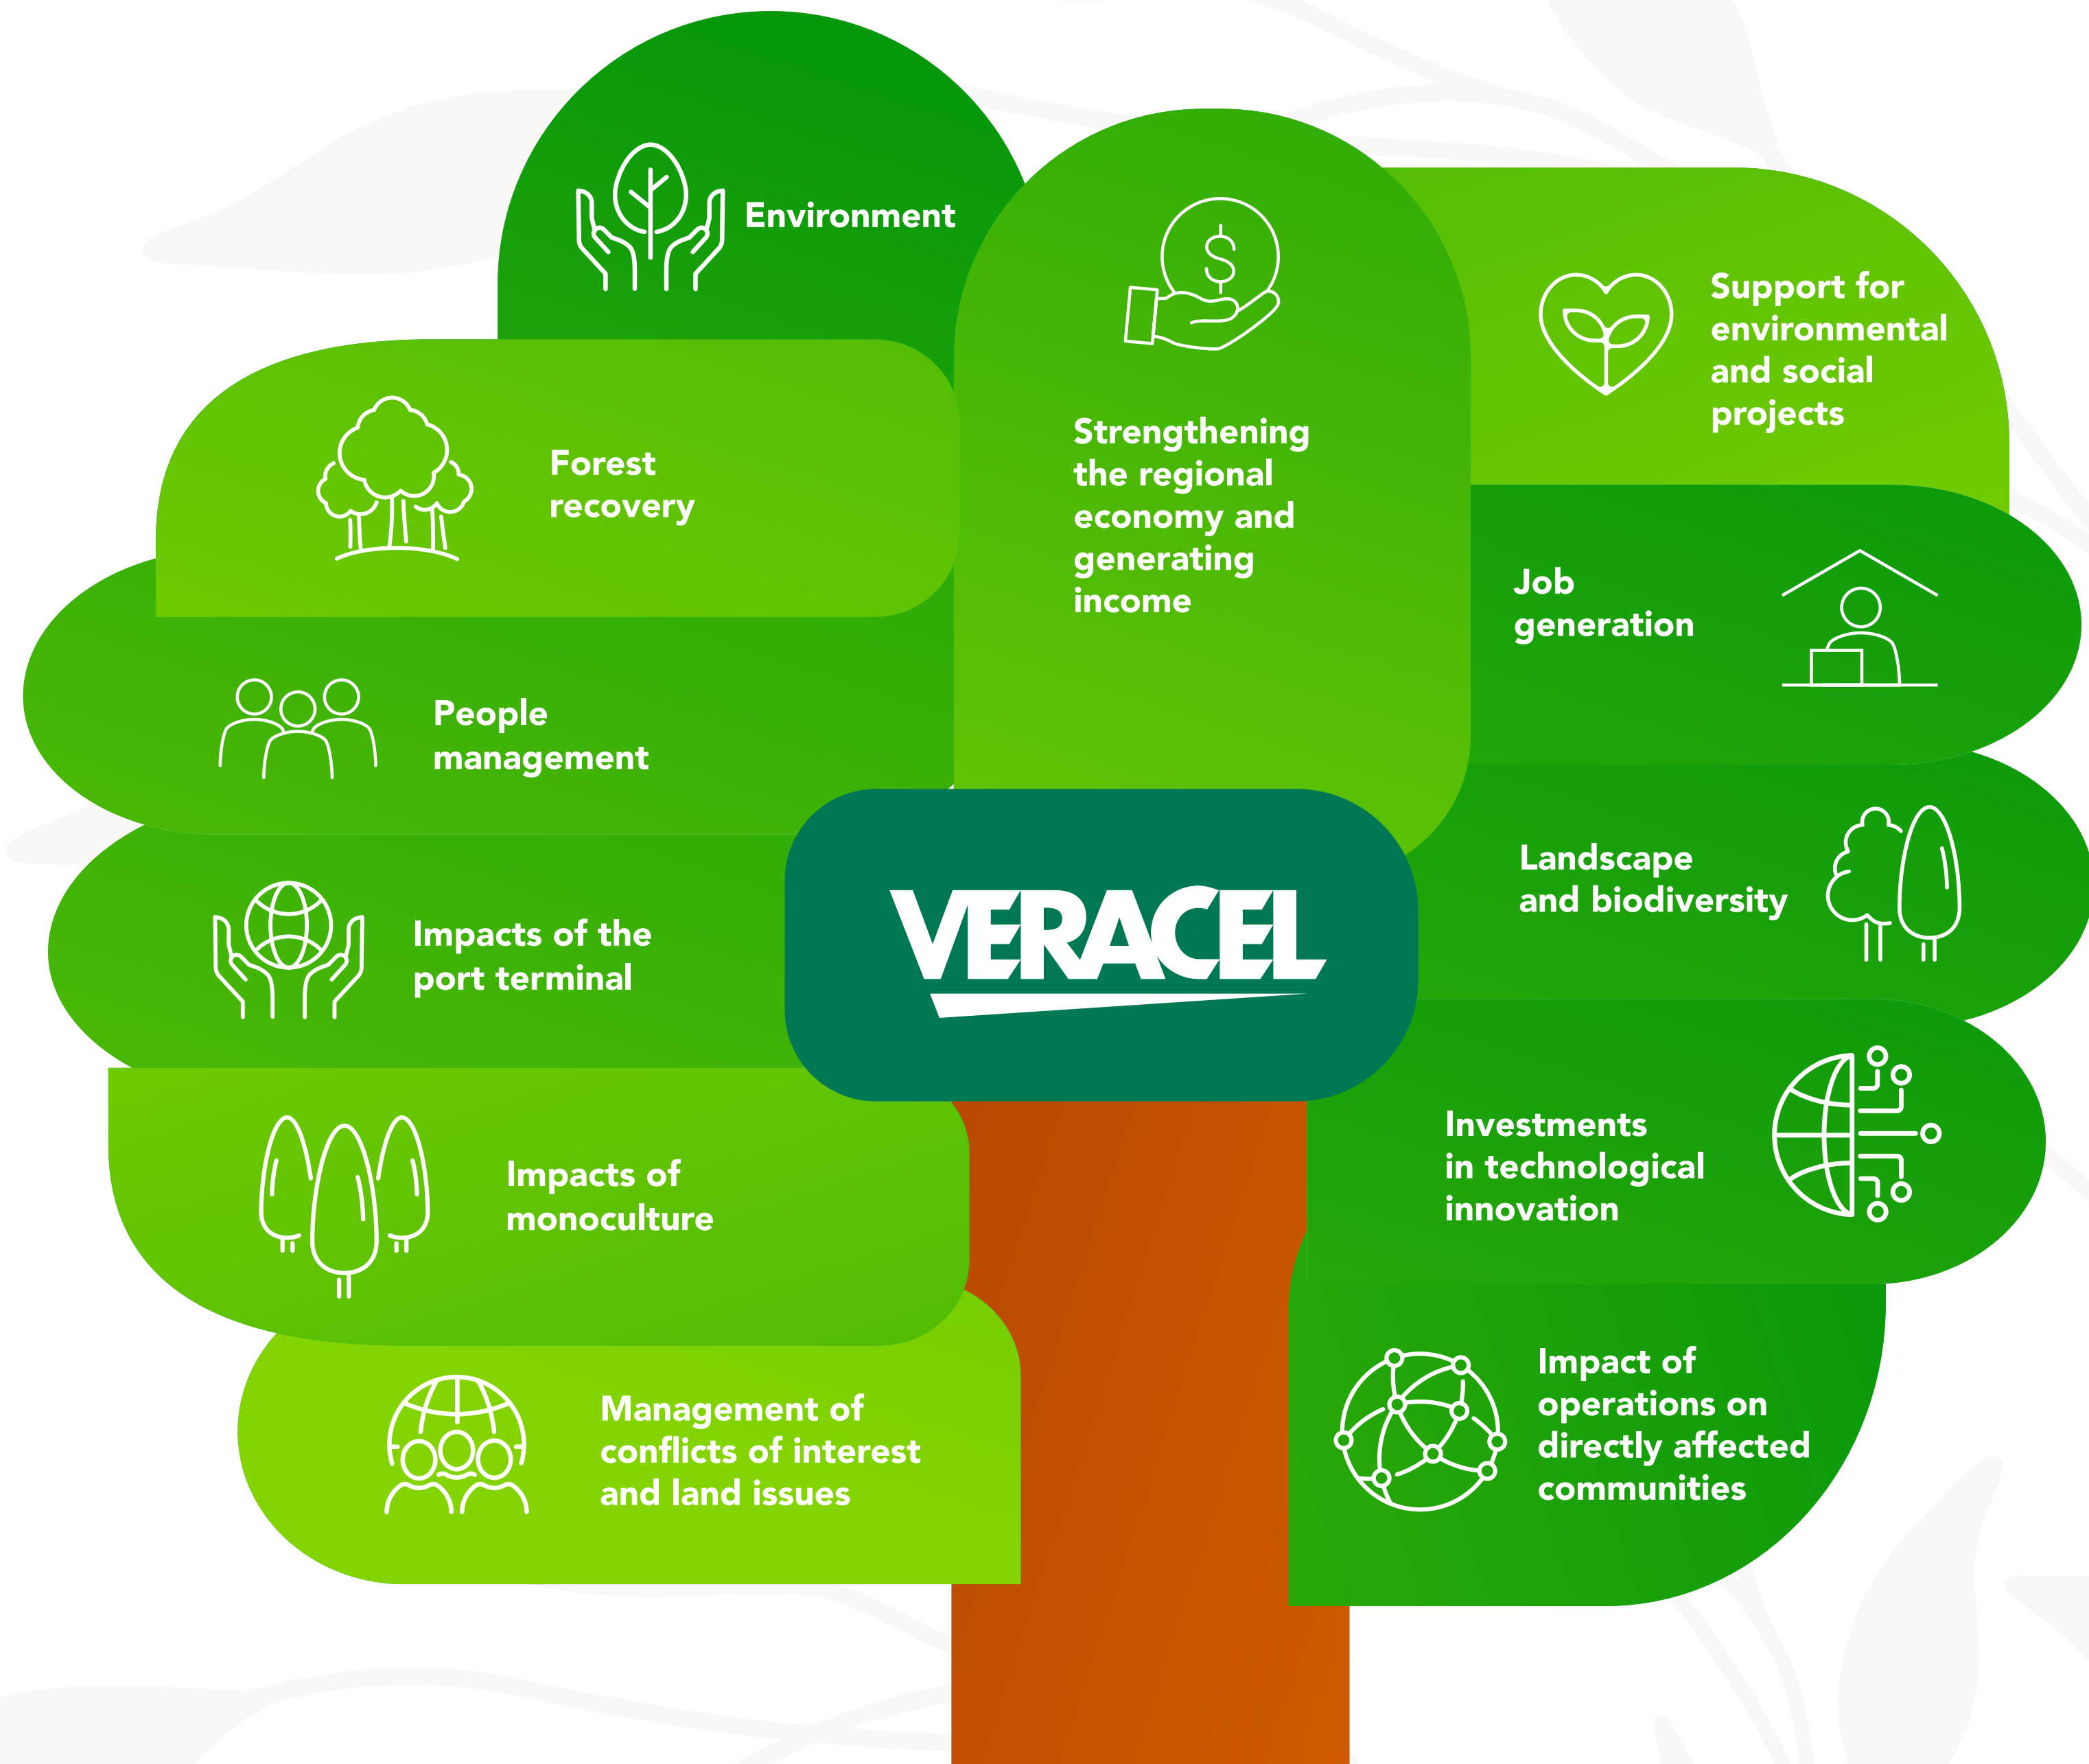 Environment
Forest
recovery
People
management
Impacts of the
port terminal
Impacts of
monoculture
Management of
conflicts of interest
and land issues
$
Strengthening
the regional
economy and
generating
income
VERACEL
Support for
environmental
and social
projects
Job
generation
Landscape
and biodiversity
Investments
in technological
innovation
Impact of
operations on
directly affected
communities